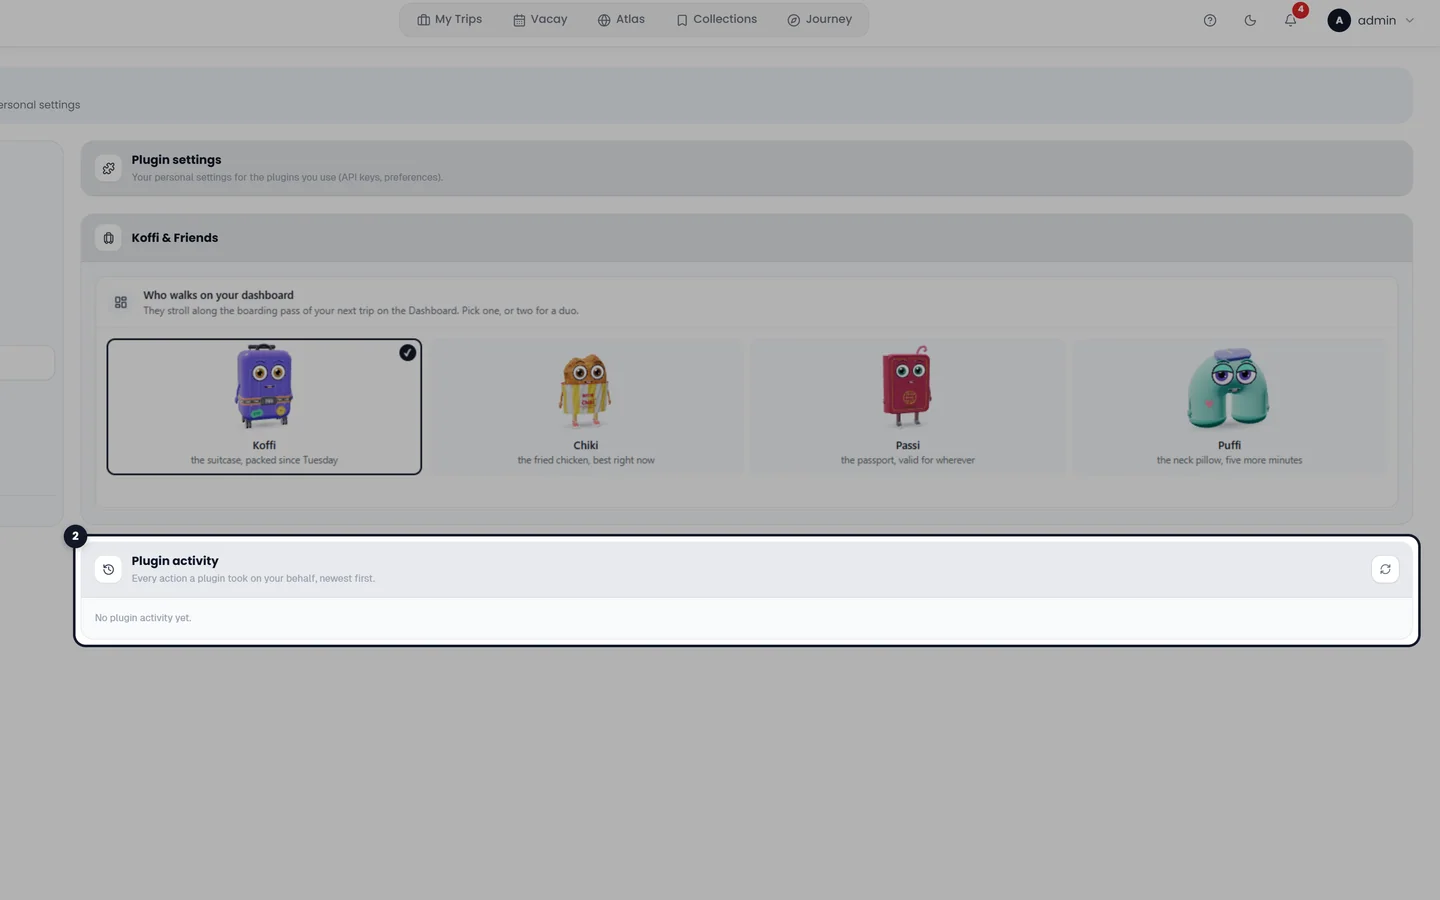 My Trips
Vacay
Atlas
Collections
Journey
4
A
admin
ersonal settings
Plugin settings
Your personal settings for the plugins you use (API keys, preferences).
Koffi & Friends
Who walks on your dashboard
They stroll along the boarding pass of your next trip on the Dashboard. Pick one, or two for a duo.
Koffi
the suitcase, packed since Tuesday
Chiki
the fried chicken, best right now
Passi
the passport, valid for wherever
Puffi
the neck pillow, five more minutes
2
Plugin activity
Every action a plugin took on your behalf, newest first.
No plugin activity yet.